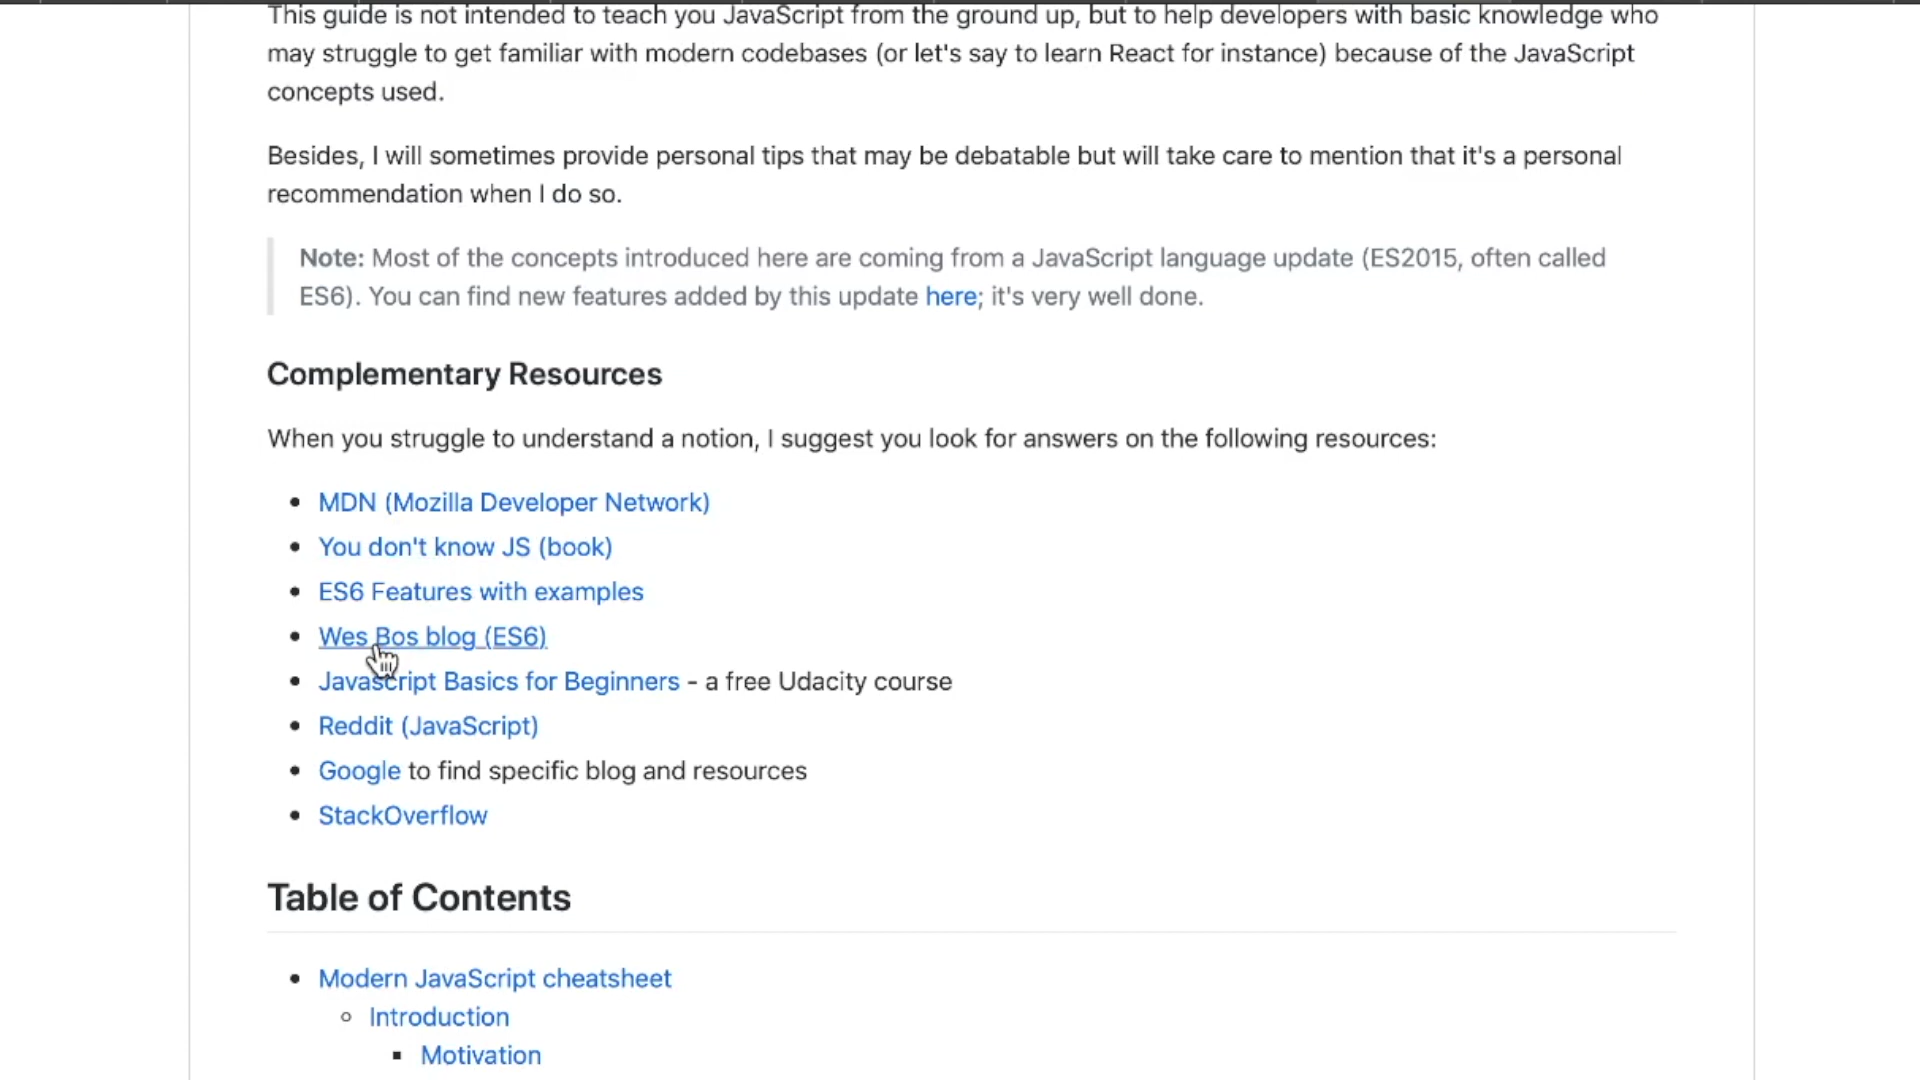 This guide is not intended to teach you JavaScript from the ground up, but to help developers with basic knowledge who
may struggle to get familiar with modern codebases (or let's say to learn React for instance) because of the JavaScript
concepts used.
Besides, I will sometimes provide personal tips that may be debatable but will take care to mention that it's a personal
recommendation when I do so.
Note: Most of the concepts introduced here are coming from a JavaScript language update (ES2015, often called
ES6). You can find new features added by this update here; it's very well done.
Complementary Resources
When you struggle to understand a notion, I suggest you look for answers on the following resources:
MDN (Mozilla Developer Network)
You don't know JS (book)
ES6 Features with examples
Wes Bos blog (ES6)
Javascript Basics for Beginners - a free Udacity course
Reddit (JavaScript)
Google to find specific blog and resources
StackOverflow
Table of Contents
Modern JavaScript cheatsheet
Introduction
Motivation